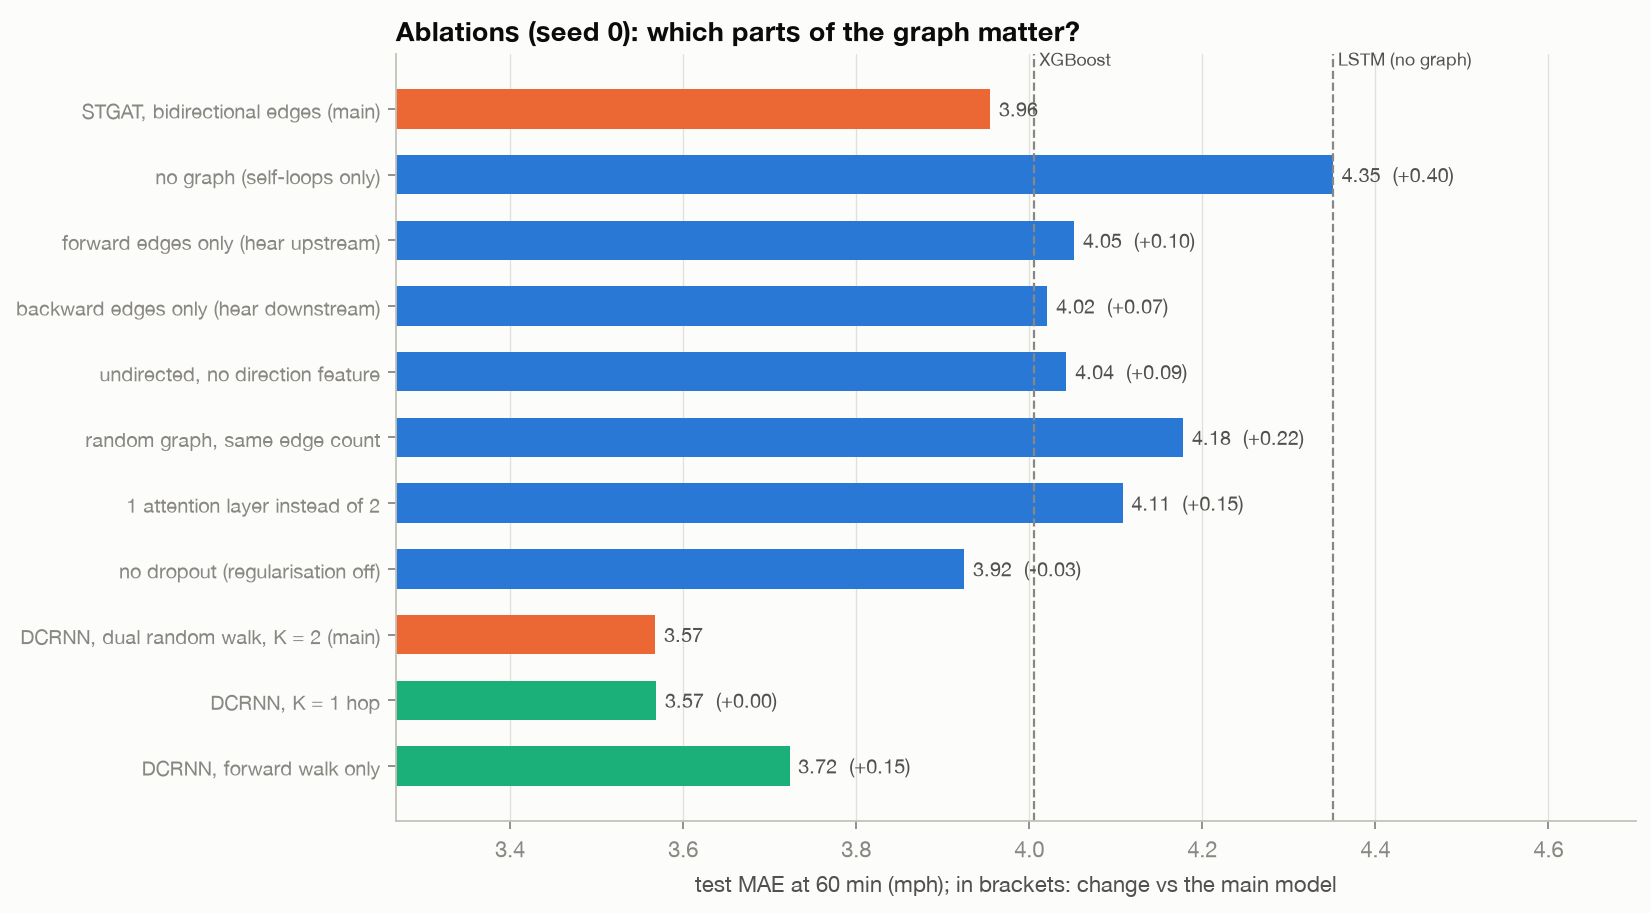 Ablations (seed 0): which parts of the graph matter?
XGBoost
LSTM (no graph)
STGAT, bidirectional edges (main)
3.96
no graph (self-loops only)
4.35 (+0.40)
forward edges only (hear upstream)
4.05 (+0.10)
backward edges only (hear downstream)
4.02 (+0.07)
undirected, no direction feature
4.04 (+0.09)
random graph, same edge count
4.18 (+0.22)
1 attention layer instead of 2
4.11 (+0.15)
no dropout (regularisation off)
3.92 (-0.03)
DCRNN, dual random walk, K = 2 (main)
3.57
DCRNN, K = 1 hop
3.57 (+0.00)
DCRNN, forward walk only
3.72 (+0.15)
3.4 3.6 3.8 4.0 4.2 4.4 4.6
test MAE at 60 min (mph); in brackets: change vs the main model